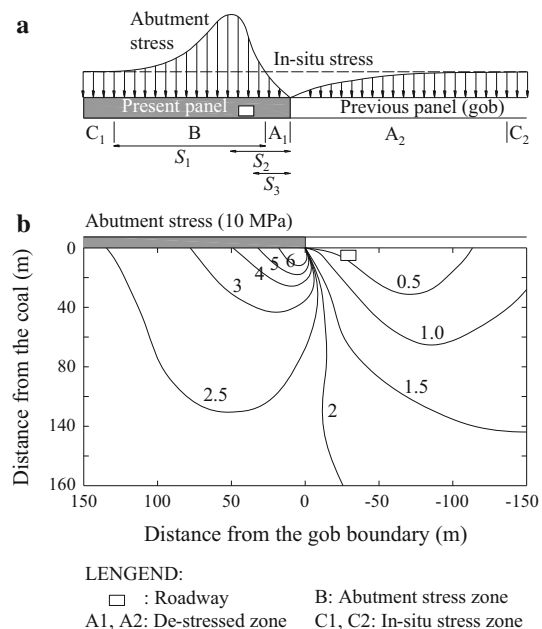 a
Abutment stress
In-situ stress
Present panel
Previous panel (gob)
C1 B A1 A2 C2
S1 S2
S3
b
Abutment stress (10 MPa)
Distance from the coal (m)
0
40
60
80
140
160
6
5
4
3
2.5
2
1.5
1.0
0.5
150 100 50 0 -50 -100 -150
Distance from the gob boundary (m)
LENGEND:
: Roadway
B: Abutment stress zone
A1, A2: De-stressed zone
C1, C2: In-situ stress zone